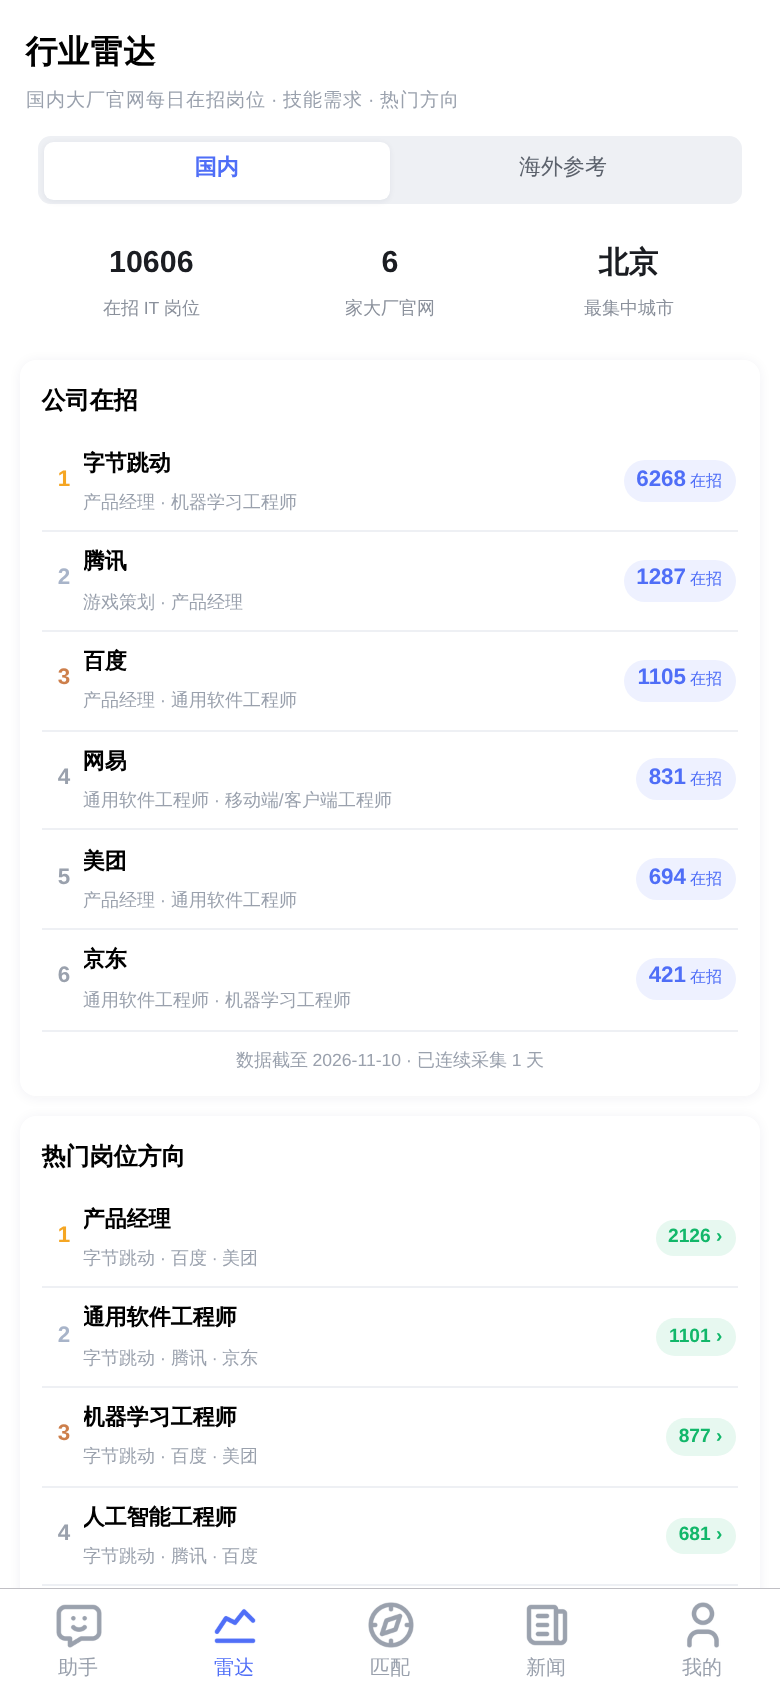 行业雷达
国内大厂官网每日在招岗位 · 技能需求 · 热门方向
国内
海外参考
10606
在招 IT 岗位
6
家大厂官网
北京
最集中城市
公司在招
1
字节跳动
产品经理 · 机器学习工程师
6268 在招
2
腾讯
游戏策划 · 产品经理
1287 在招
3
百度
产品经理 · 通用软件工程师
1105 在招
4
网易
通用软件工程师 · 移动端/客户端工程师
831 在招
5
美团
产品经理 · 通用软件工程师
694 在招
6
京东
通用软件工程师 · 机器学习工程师
421 在招
数据截至 2026-11-10 · 已连续采集 1 天
热门岗位方向
1
产品经理
字节跳动 · 百度 · 美团
2126 ›
2
通用软件工程师
字节跳动 · 腾讯 · 京东
1101 ›
3
机器学习工程师
字节跳动 · 百度 · 美团
877 ›
4
人工智能工程师
字节跳动 · 腾讯 · 百度
681 ›
助手
雷达
匹配
新闻
我的